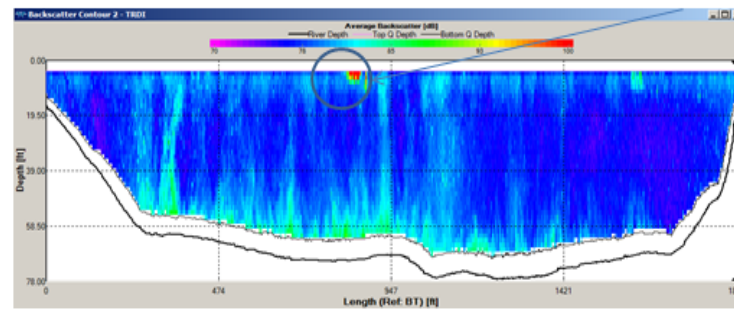 Backscatter Contour 2 - TRDI
Average Backscatter [dB]
River Depth Top Q Depth Bottom Q Depth
70 78 85 93 100
0.00
19.50
39.00
58.50
78.00
Depth [ft]
0 474 947 1421
Length (Ref: BT) [ft]